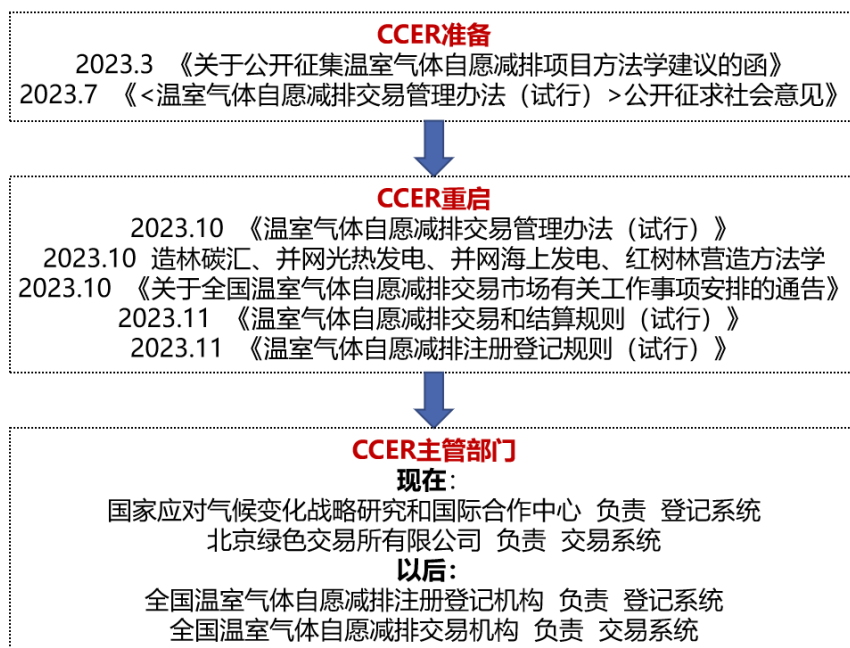 CCER准备
2023.3 《关于公开征集温室气体自愿减排项目方法学建议的函》
2023.7 《<温室气体自愿减排交易管理办法（试行）>公开征求社会意见》
CCER重启
2023.10 《温室气体自愿减排交易管理办法（试行）》
2023.10 造林碳汇、并网光热发电、并网海上发电、红树林营造方法学
2023.10 《关于全国温室气体自愿减排交易市场有关工作事项安排的通告》
2023.11 《温室气体自愿减排交易和结算规则（试行）》
2023.11 《温室气体自愿减排注册登记规则（试行）》
CCER主管部门
现在：
国家应对气候变化战略研究和国际合作中心 负责 登记系统
北京绿色交易所有限公司 负责 交易系统
以后：
全国温室气体自愿减排注册登记机构 负责 登记系统
全国温室气体自愿减排交易机构 负责 交易系统